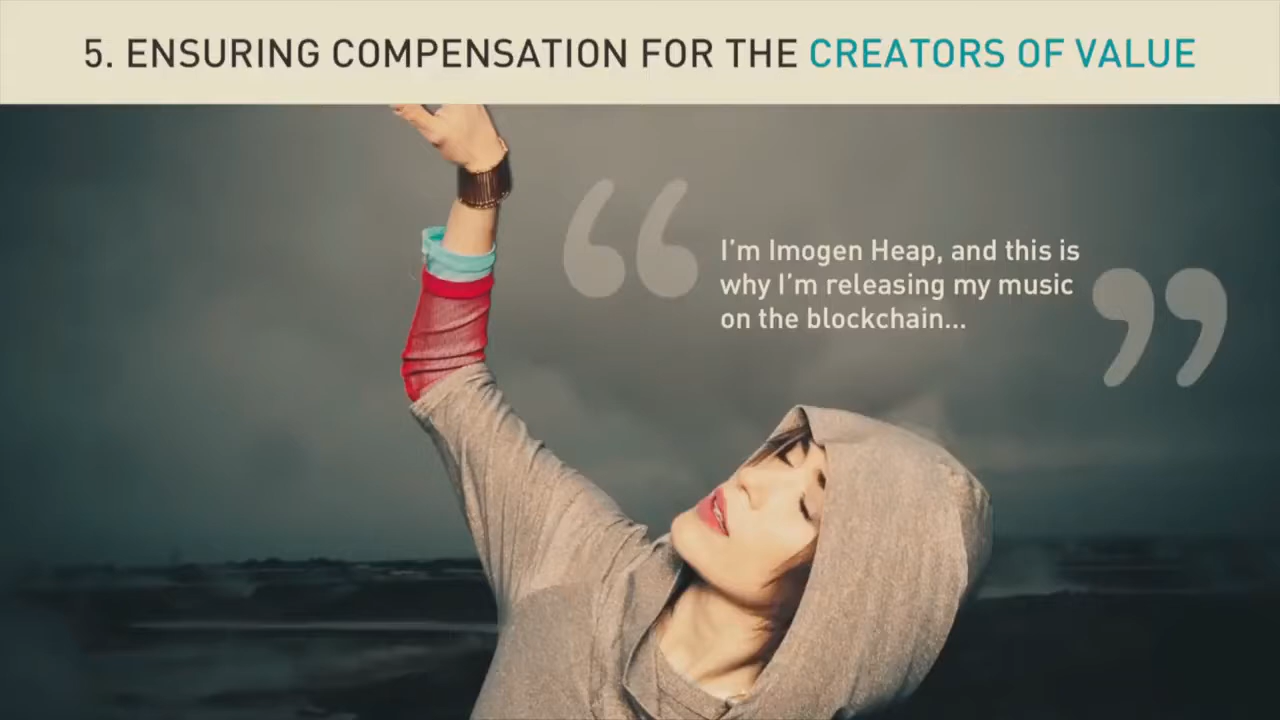 5. ENSURING COMPENSATION FOR THE CREATORS OF VALUE
“I’m Imogen Heap, and this is
why I’m releasing my music
on the blockchain...”